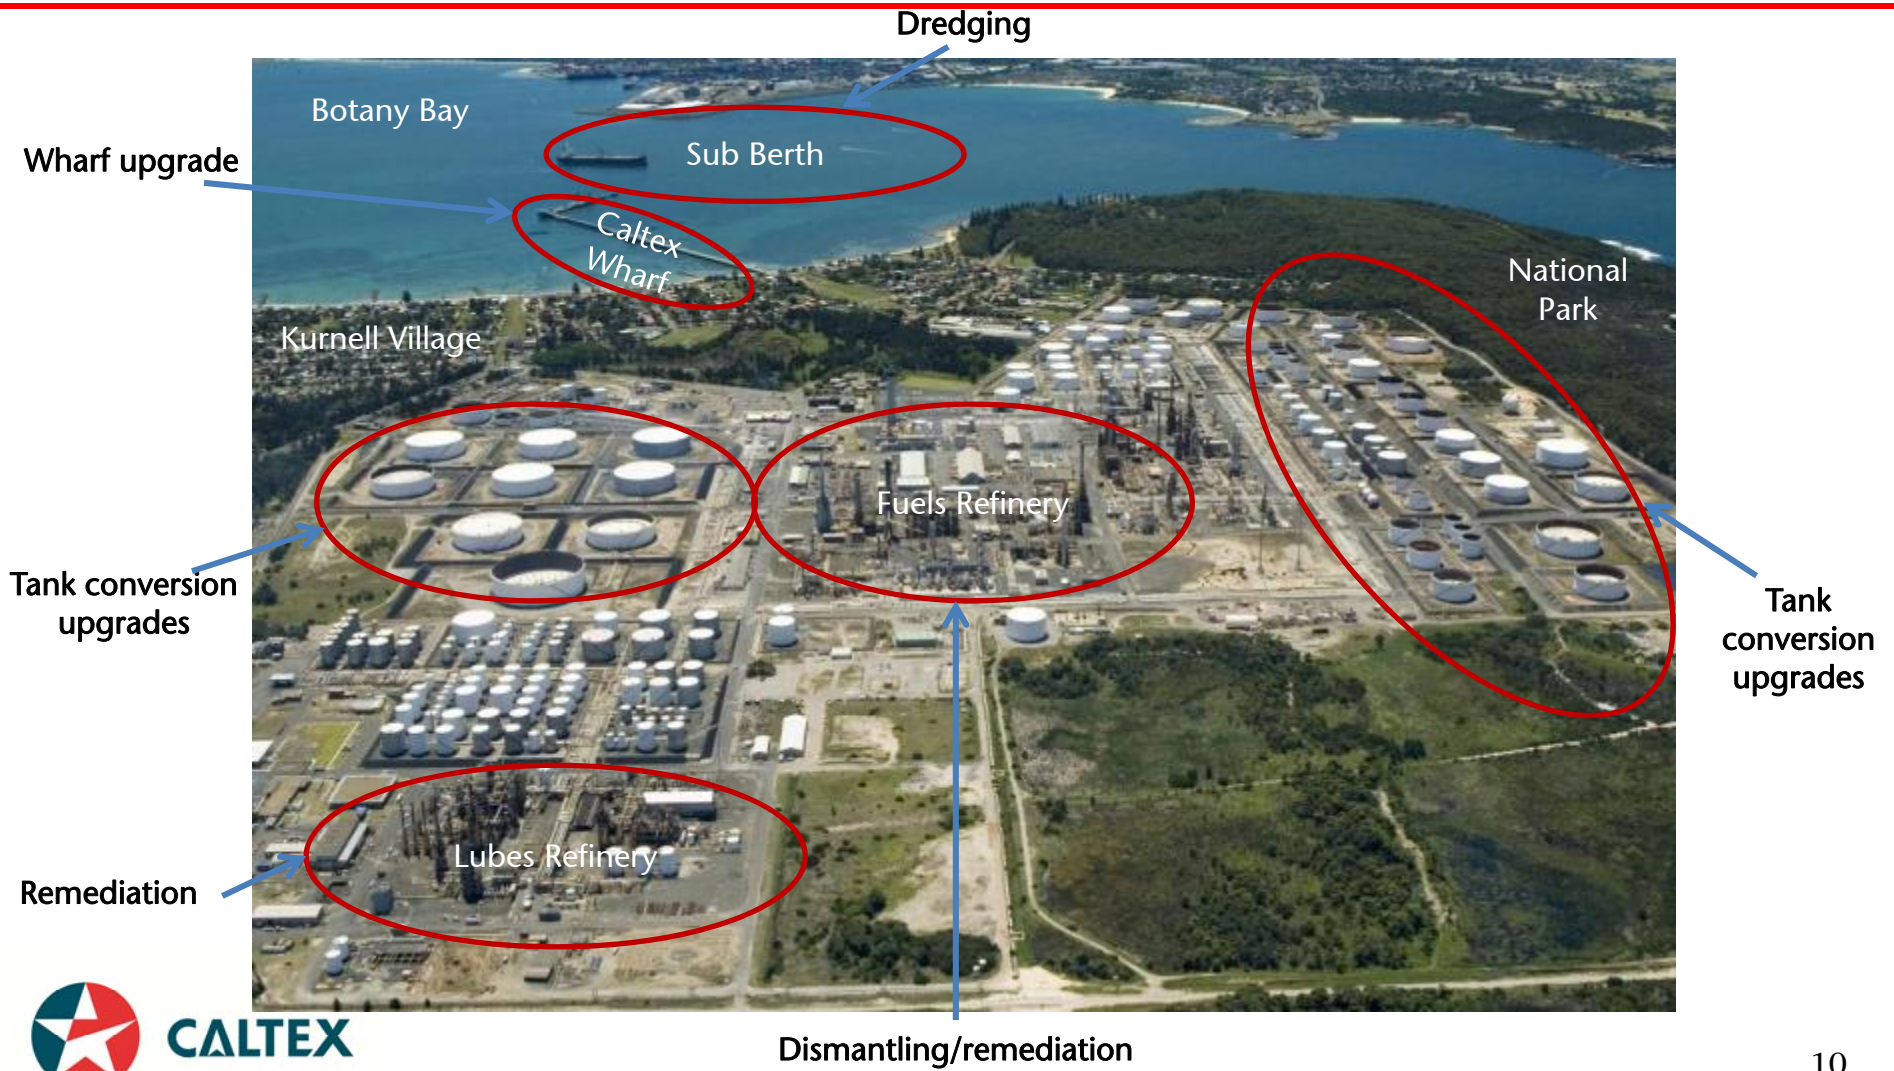 Dredging
Botany Bay
Wharf upgrade
Sub Berth
Caltex
Wharf
National
Park
Kurnell Village
Fuels Refinery
Tank conversion
upgrades
Tank
conversion
upgrades
Lubes Refinery
Remediation
CALTEX
Dismantling/remediation
10